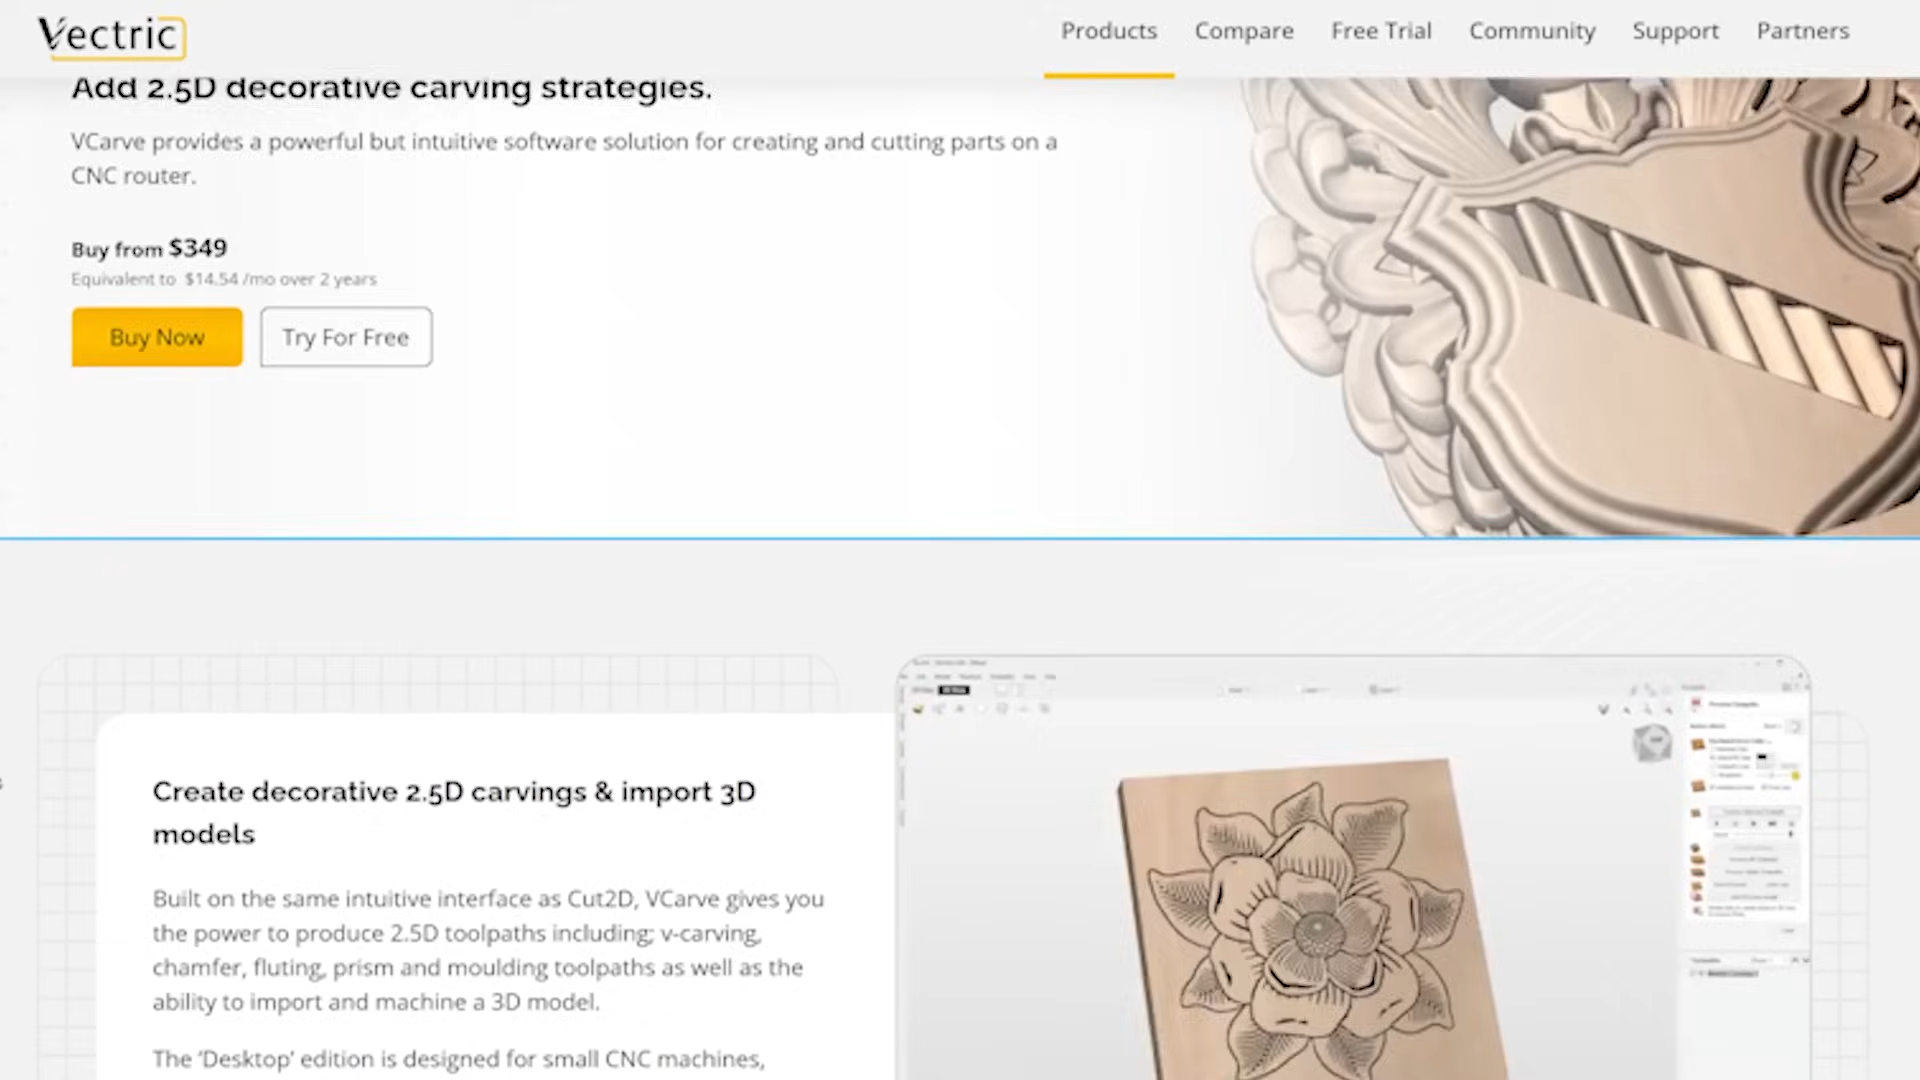 Vectric
Products Compare Free Trial Community Support Partners
Add 2.5D decorative carving strategies.
VCarve provides a powerful but intuitive software solution for creating and cutting parts on a
CNC router.
Buy from $349
Equivalent to $14.54 /mo over 2 years
Buy Now Try For Free
Create decorative 2.5D carvings & import 3D
models
Built on the same intuitive interface as Cut2D, VCarve gives you
the power to produce 2.5D toolpaths including; v-carving,
chamfer, fluting, prism and moulding toolpaths as well as the
ability to import and machine a 3D model.
The ‘Desktop’ edition is designed for small CNC machines,